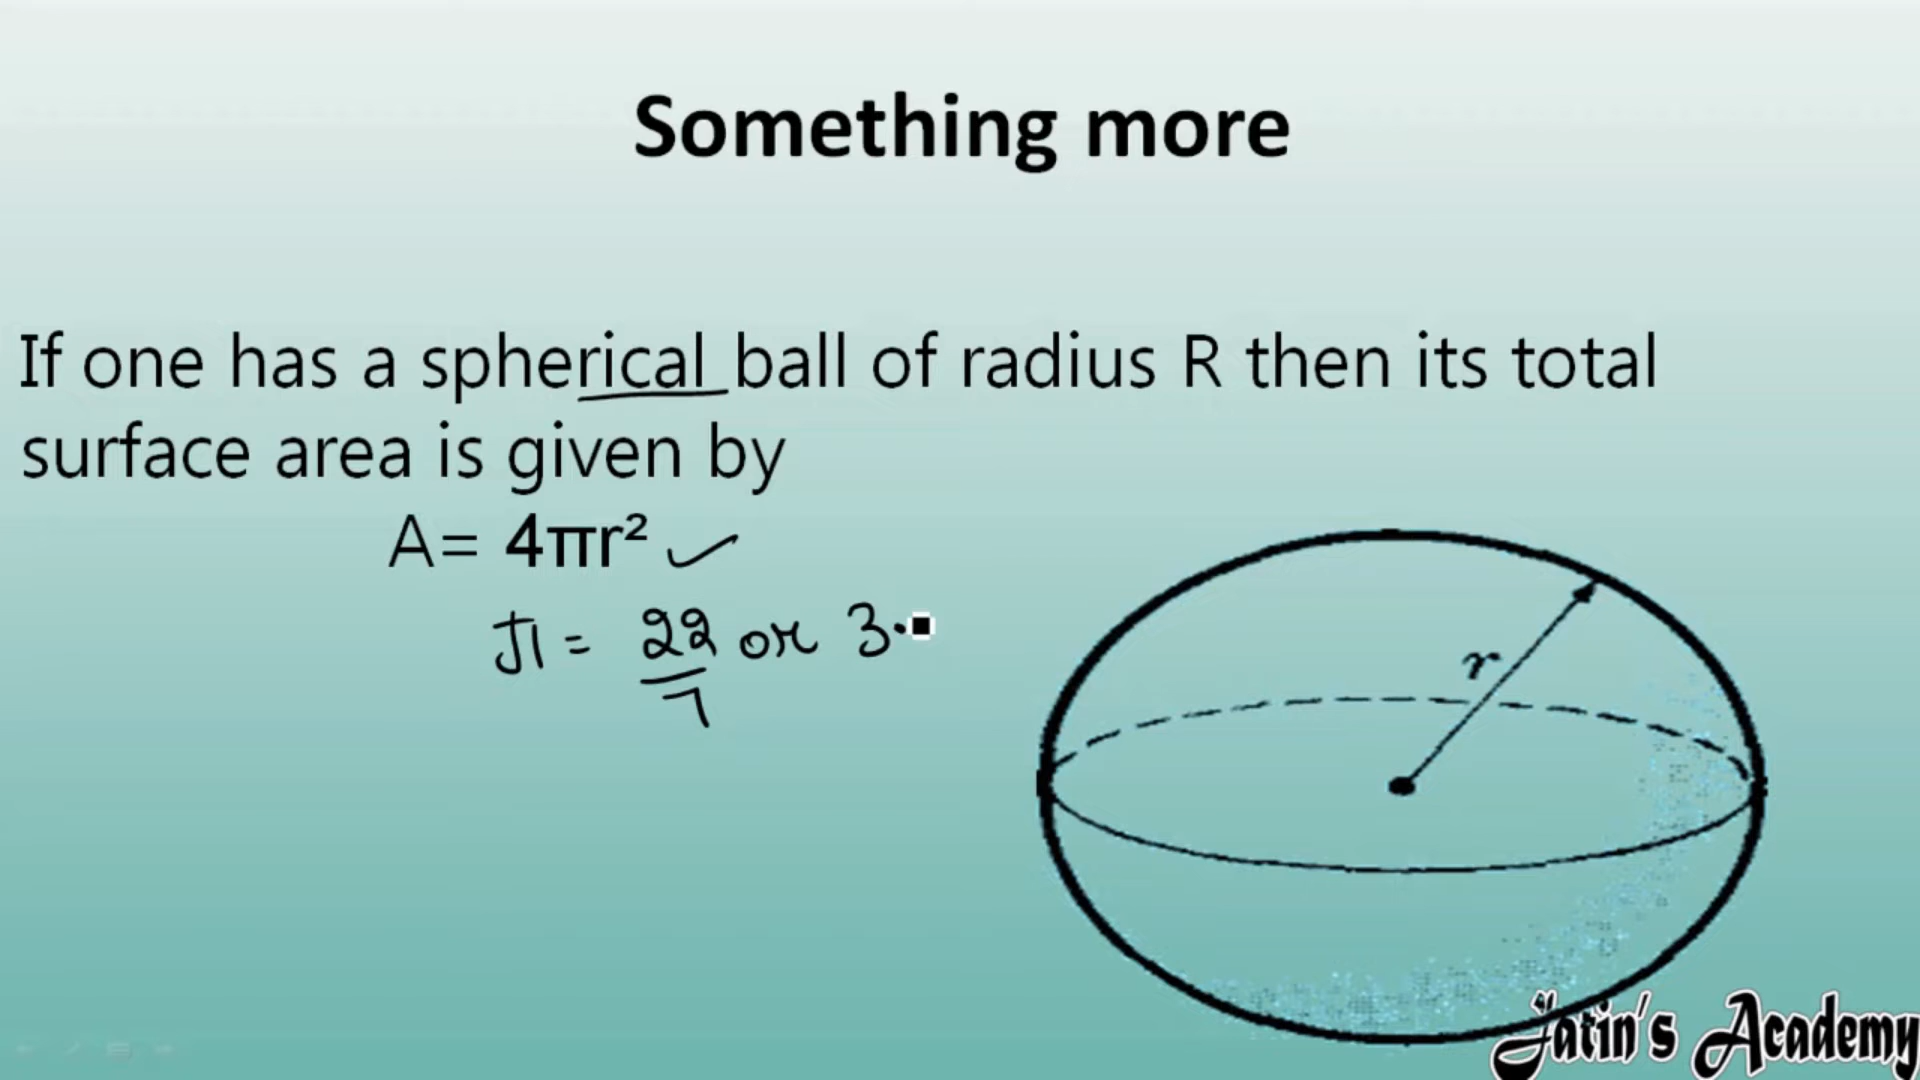 Something more
If one has a spherical ball of radius R then its total
surface area is given by
A= 4πr²
π = 22/7 or 3.
r
Jatin's Academy